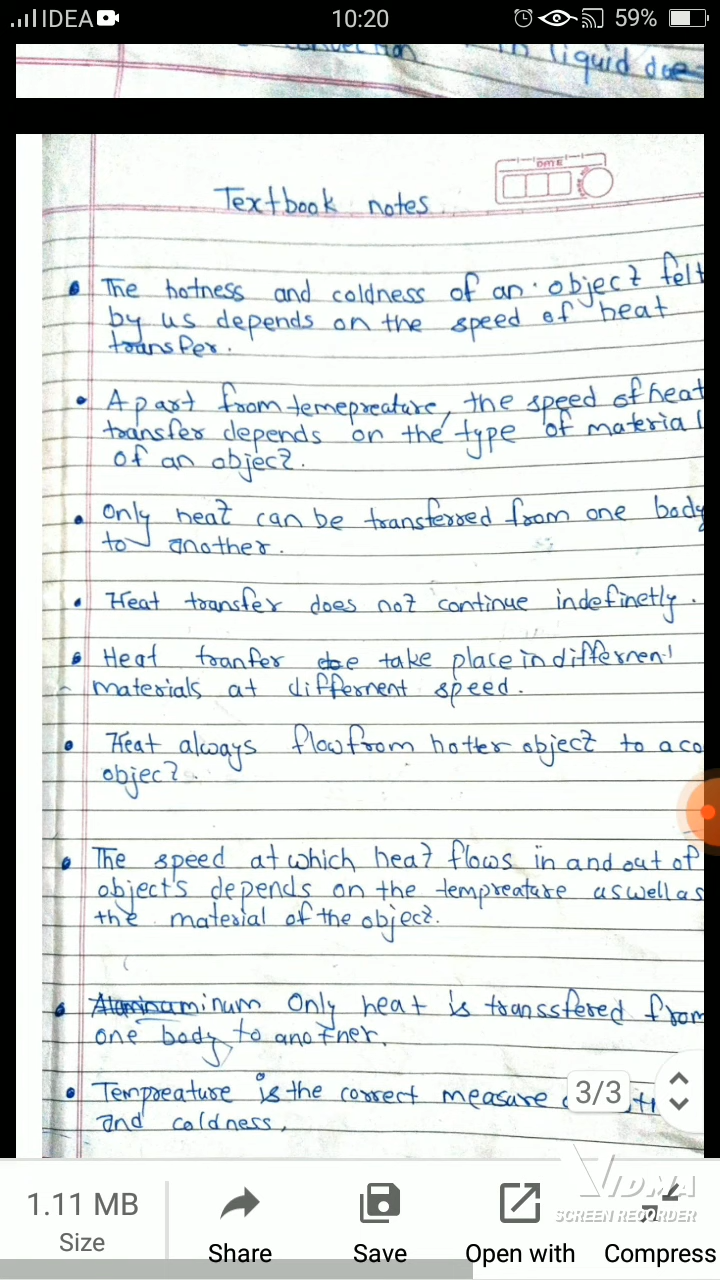 IDEA
10:20
59%
liquid due
DATE
Textbook notes
The hotness and coldness of an object felt
by us depends on the speed of heat
transfer.
Apart from temepreature, the speed of heat
transfer depends on the type of material
of an object.
Only heat can be transferred from one body
to another.
Heat transfer does not continue indefinetly.
Heat tranfer take place in differnent
materials at differnent speed.
Heat always flow from hotter object to a co
object.
The speed at which heat flows in and out of
object's depends on the tempreature as well as
the material of the object.
minum Only heat is transsfered from
one body to another.
Tempreature is the correct measure
and coldness.
3/3
1.11 MB
Size
Share
Save
Open with
Compress
VIDMA
SCREEN RECORDER